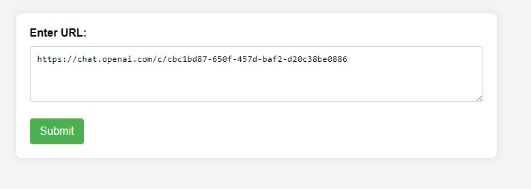 Enter URL:
https://chat.openai.com/c/cbc1bd87-650f-457d-baf2-d20c38be0886
Submit